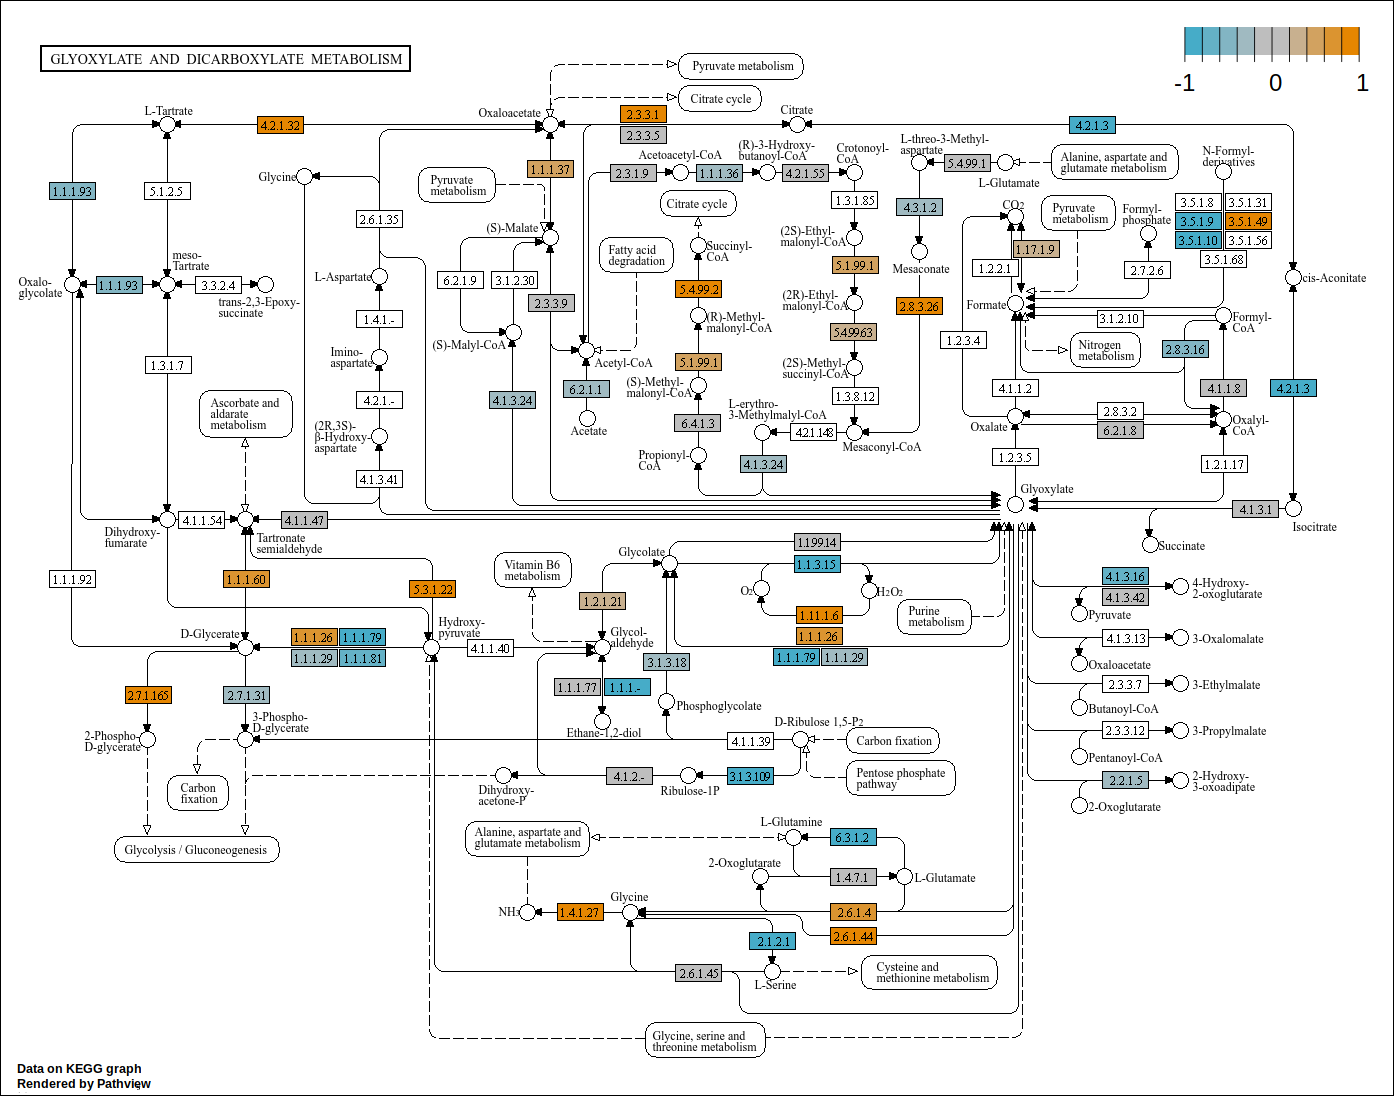 GLYOXYLATE AND DICARBOXYLATE METABOLISM
-1
0
1
Pyruvate metabolism
Citrate cycle
L-Tartrate
4.2.1.32
Oxaloacetate
2.3.3.1
2.3.3.5
Citrate
4.2.1.3
1.1.1.93
5.1.2.5
Glycine
2.6.1.35
Pyruvate
metabolism
1.1.1.37
2.3.1.9
Acetoacetyl-CoA
1.1.1.36
(R)-3-Hydroxy-
butanoyl-CoA
4.2.1.55
Crotonoyl-
CoA
L-threo-3-Methyl-
aspartate
5.4.99.1
L-Glutamate
Alanine, aspartate and
glutamate metabolism
N-Formyl-
derivatives
1.3.1.85
4.3.1.2
CO2
Pyruvate
metabolism
Formyl-
phosphate
3.5.1.8
3.5.1.31
3.5.1.9
3.5.1.49
3.5.1.10
3.5.1.56
3.5.1.68
Citrate cycle
(S)-Malate
Fatty acid
degradation
Succinyl-
CoA
(2S)-Ethyl-
malonyl-CoA
Mesaconate
1.17.1.9
1.2.2.1
2.7.2.6
cis-Aconitate
meso-
Tartrate
Oxalo-
glycolate
1.1.1.93
3.3.2.4
trans-2,3-Epoxy-
succinate
L-Aspartate
6.2.1.9
3.1.2.30
5.1.99.1
5.4.99.2
2.3.3.9
(2R)-Ethyl-
malonyl-CoA
2.8.3.26
Formate
3.1.2.10
Formyl-
CoA
1.4.1.-
(R)-Methyl-
malonyl-CoA
5.4.99.63
(S)-Malyl-CoA
1.2.3.4
Nitrogen
metabolism
2.8.3.16
Imino-
aspartate
1.3.1.7
Acetyl-CoA
5.1.99.1
(2S)-Methyl-
succinyl-CoA
6.2.1.1
(S)-Methyl-
malonyl-CoA
4.1.1.2
4.1.1.8
4.2.1.3
Ascorbate and
aldarate
metabolism
4.2.1.-
4.1.3.24
1.3.8.12
Acetate
L-erythro-
3-Methylmalyl-CoA
6.4.1.3
2.8.3.2
Oxalate
6.2.1.8
Oxalyl-
CoA
(2R,3S)-
β-Hydroxy-
aspartate
4.2.1.148
Mesaconyl-CoA
Propionyl-
CoA
4.1.3.24
1.2.3.5
1.2.1.17
4.1.3.41
Glyoxylate
4.1.3.1
Isocitrate
Dihydroxy-
fumarate
4.1.1.54
4.1.1.47
Tartronate
semialdehyde
1.1.99.14
Succinate
Glycolate
Vitamin B6
metabolism
1.1.3.15
1.1.1.92
1.1.1.60
5.3.1.22
O2
H2O2
4.1.3.16
4.1.3.42
4-Hydroxy-
2-oxoglutarate
1.2.1.21
1.11.1.6
Purine
metabolism
Pyruvate
D-Glycerate
1.1.1.26
1.1.1.79
1.1.1.29
1.1.1.81
Hydroxy-
pyruvate
4.1.1.40
Glycol-
aldehyde
1.1.1.26
1.1.1.79
1.1.1.29
3.1.3.18
4.1.3.13
3-Oxalomalate
Oxaloacetate
2.7.1.165
2.7.1.31
1.1.1.77
1.1.1.-
2.3.3.7
3-Ethylmalate
Phosphoglycolate
Butanoyl-CoA
2-Phospho-
D-glycerate
3-Phospho-
D-glycerate
Ethane-1,2-diol
D-Ribulose 1,5-P2
4.1.1.39
Carbon fixation
2.3.3.12
3-Propylmalate
Pentanoyl-CoA
Carbon
fixation
Dihydroxy-
acetone-P
4.1.2.-
Ribulose-1P
3.1.3.109
Pentose phosphate
pathway
2.2.1.5
2-Hydroxy-
3-oxoadipate
2-Oxoglutarate
Glycolysis / Gluconeogenesis
Alanine, aspartate and
glutamate metabolism
L-Glutamine
6.3.1.2
2-Oxoglutarate
1.4.7.1
L-Glutamate
NH3
1.4.1.27
Glycine
2.6.1.4
2.6.1.44
2.1.2.1
2.6.1.45
L-Serine
Cysteine and
methionine metabolism
Glycine, serine and
threonine metabolism
Data on KEGG graph
Rendered by Pathview